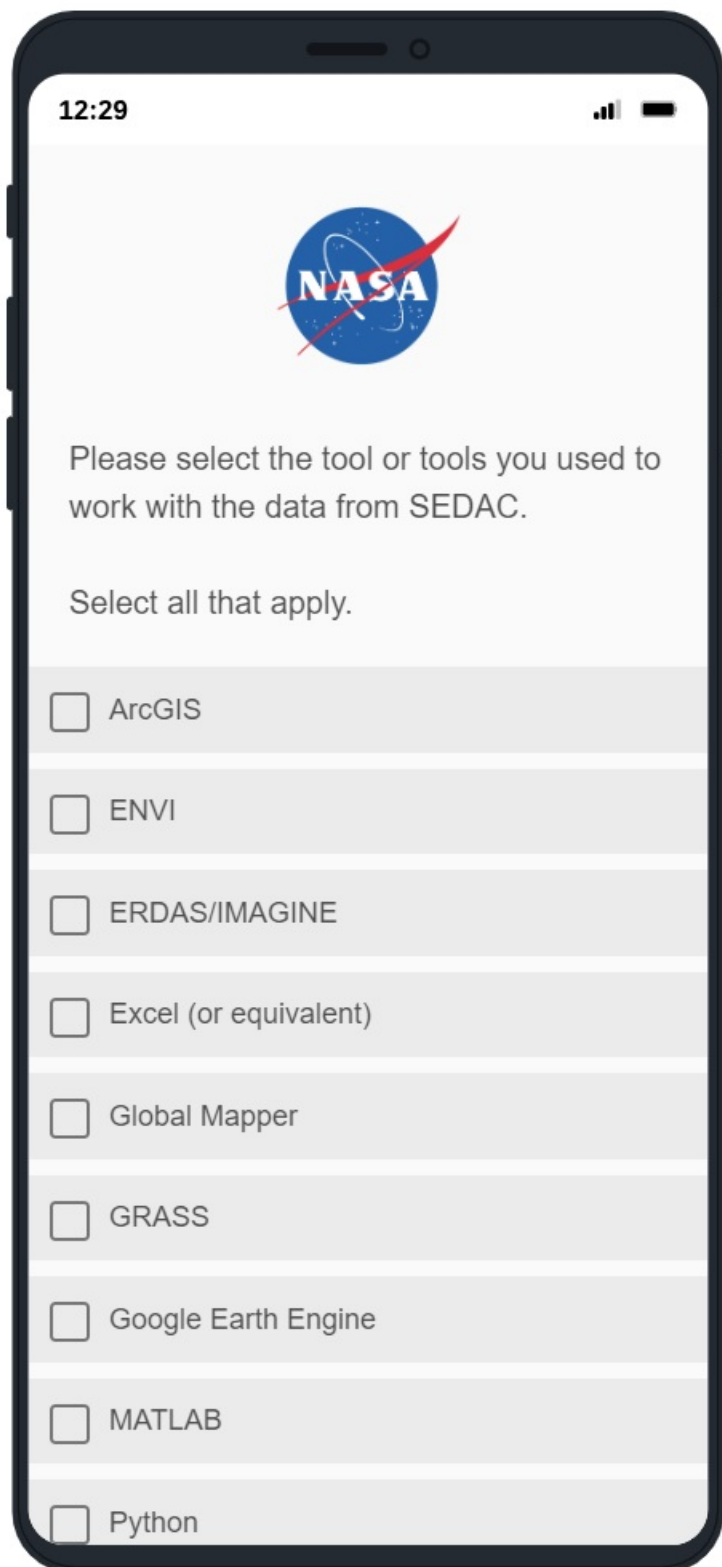 12:29
NASA
Please select the tool or tools you used to
work with the data from SEDAC.
Select all that apply.
ArcGIS
ENVI
ERDAS/IMAGINE
Excel (or equivalent)
Global Mapper
GRASS
Google Earth Engine
MATLAB
Python